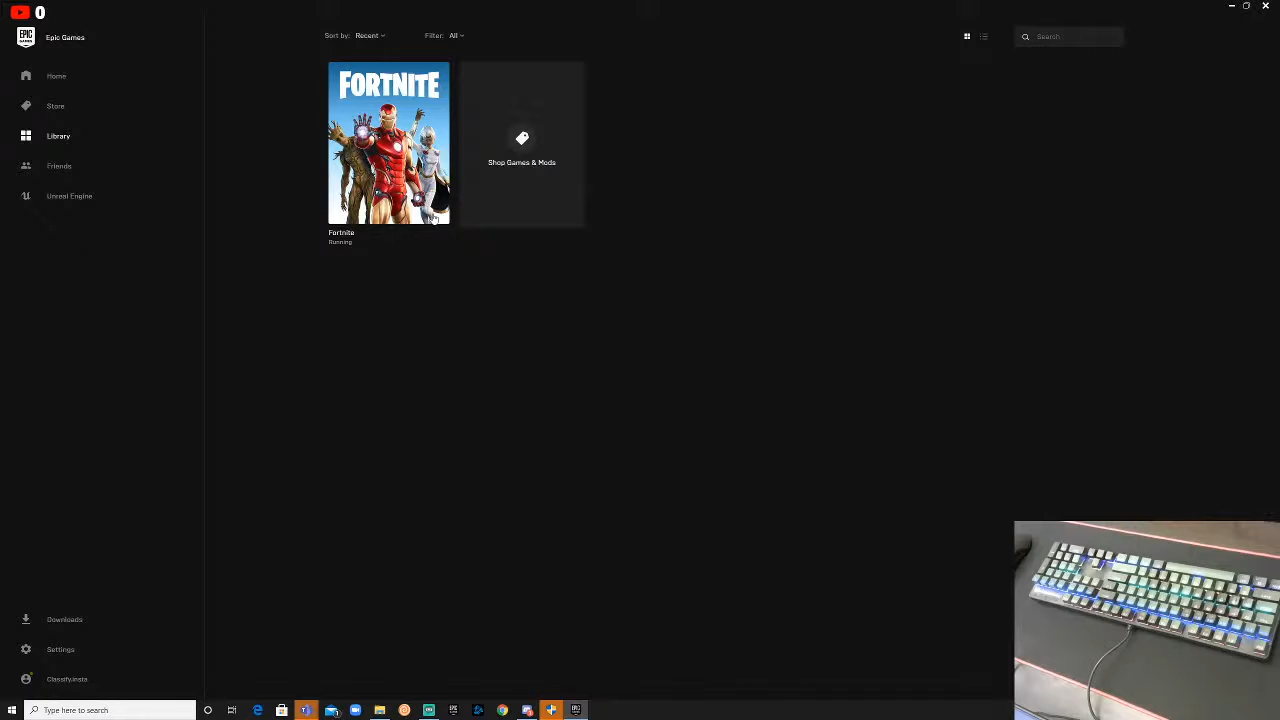 0
EPIC GAMES
Epic Games
Home
Store
Library
Friends
Unreal Engine
Sort by: Recent
Filter: All
Search
FORTNITE
Fortnite
Running
Shop Games & Mods
Downloads
Settings
Classify.insta
Type here to search